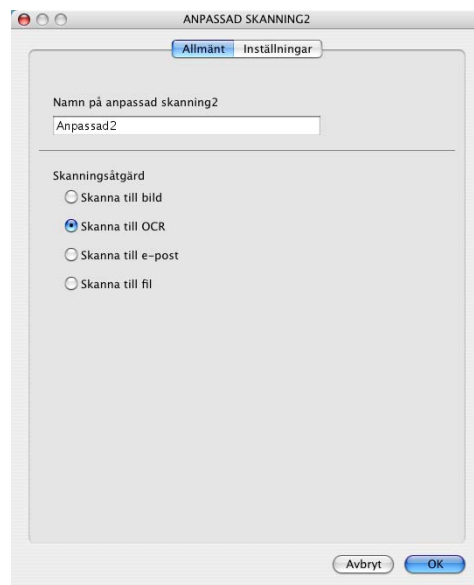 ANPASSAD SKANNING2
Allmänt Inställningar
Namn på anpassad skanning2
Anpassad2
Skanningsåtgärd
Skanna till bild
Skanna till OCR
Skanna till e-post
Skanna till fil
Avbryt OK